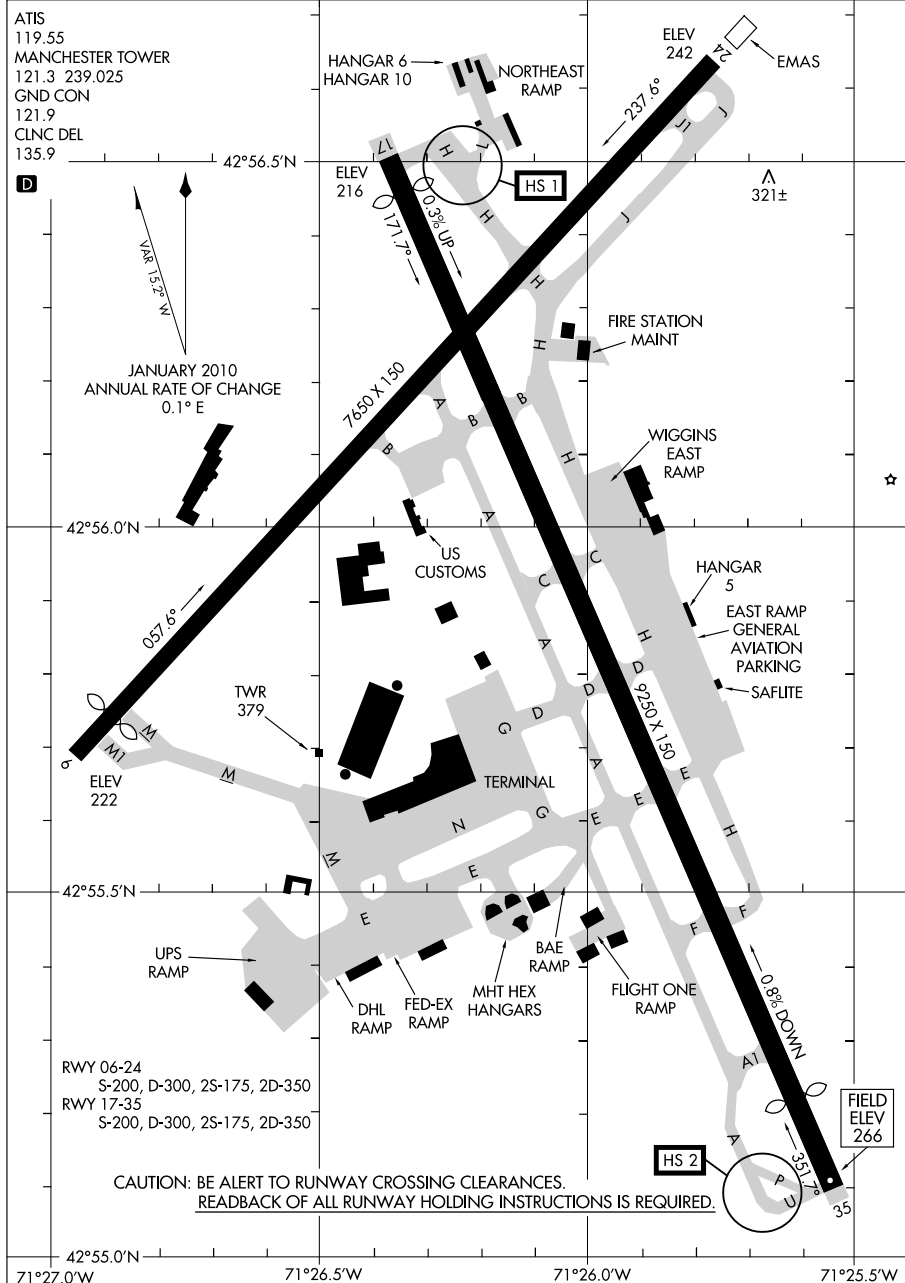 ATIS
119.55
MANCHESTER TOWER
121.3 239.025
GND CON
121.9
CLNC DEL
135.9
D
HANGAR 6
HANGAR 10
NORTHEAST
RAMP
ELEV
242
24
EMAS
237.6°
J1
J
17
H
L
HS 1
42°56.5'N
ELEV
216
0.3% UP
171.7°
H
J
321±
VAR 15.2° W
JANUARY 2010
ANNUAL RATE OF CHANGE
0.1° E
H
FIRE STATION
MAINT
H
7650 X 150
A
B
B
B
H
WIGGINS
EAST
RAMP
A
42°56.0'N
US
CUSTOMS
C
C
HANGAR
5
057.6°
A
H
EAST RAMP
GENERAL
AVIATION
PARKING
D
D
D
G
SAFLITE
9250 X 150
TWR
379
M
M1
6
ELEV
222
M
TERMINAL
A
E
E
E
G
N
H
M
E
E
42°55.5'N
F
F
UPS
RAMP
DHL
RAMP
FED-EX
RAMP
MHT HEX
HANGARS
BAE
RAMP
FLIGHT ONE
RAMP
0.8% DOWN
A1
RWY 06-24
S-200, D-300, 2S-175, 2D-350
RWY 17-35
S-200, D-300, 2S-175, 2D-350
FIELD
ELEV
266
A
351.7°
HS 2
P
U
35
CAUTION: BE ALERT TO RUNWAY CROSSING CLEARANCES.
READBACK OF ALL RUNWAY HOLDING INSTRUCTIONS IS REQUIRED.
42°55.0'N
71°27.0'W
71°26.5'W
71°26.0'W
71°25.5'W